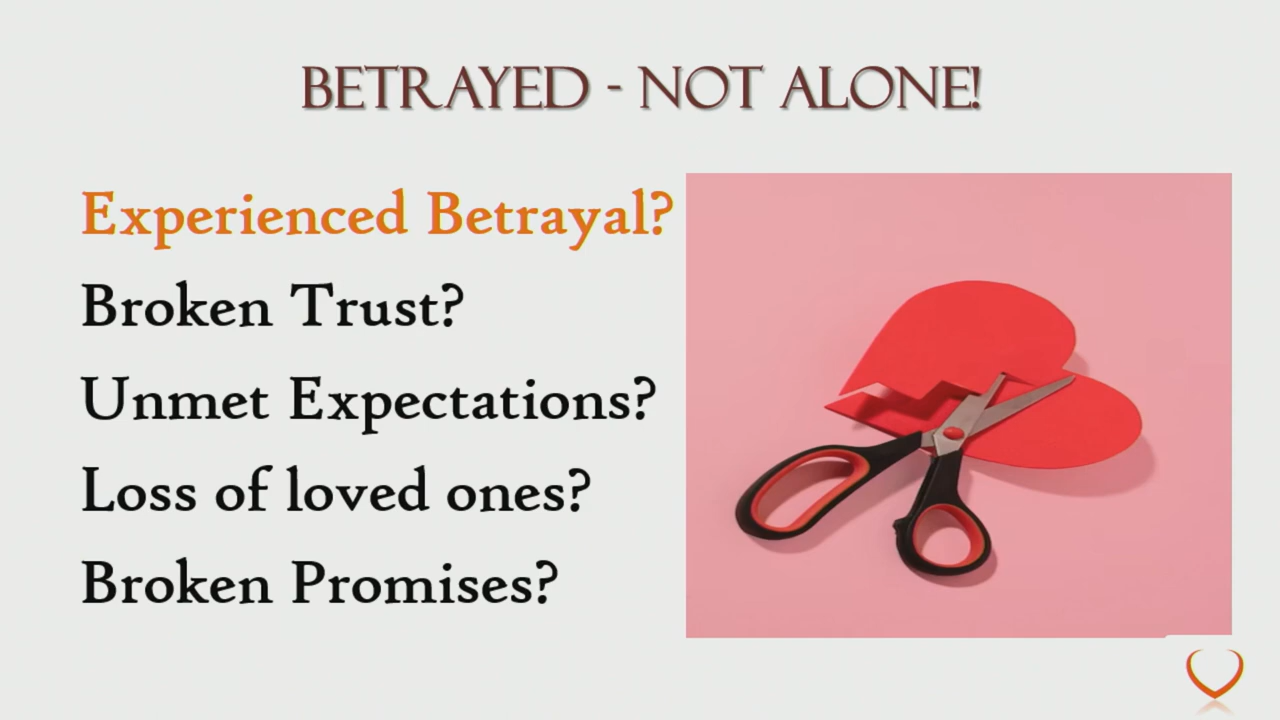 BETRAYED - NOT ALONE!
Experienced Betrayal?
Broken Trust?
Unmet Expectations?
Loss of loved ones?
Broken Promises?